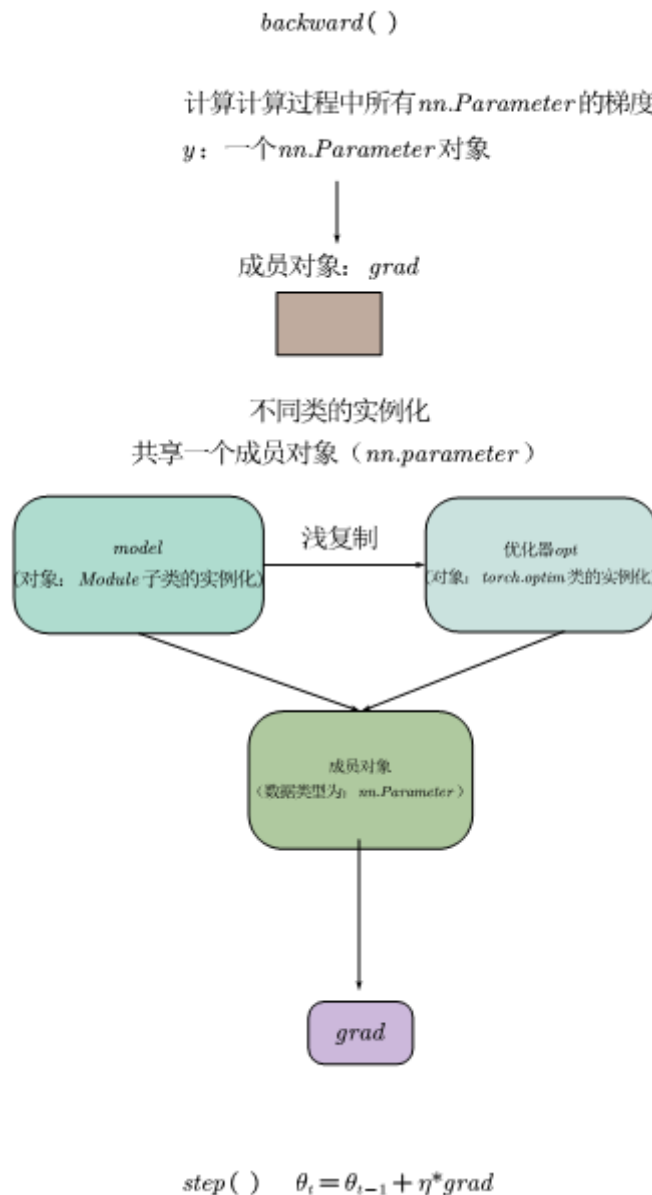 backward()
计算计算过程中所有nn.Parameter的梯度
y：一个nn.Parameter对象
成员对象：grad
不同类的实例化
共享一个成员对象（nn.parameter）
model
(对象：Module子类的实例化)
浅复制
优化器opt
(对象：torch.optim类的实例化)
成员对象
（数据类型为：nn.Parameter）
grad
step() θ_t = θ_{t-1} + η*grad